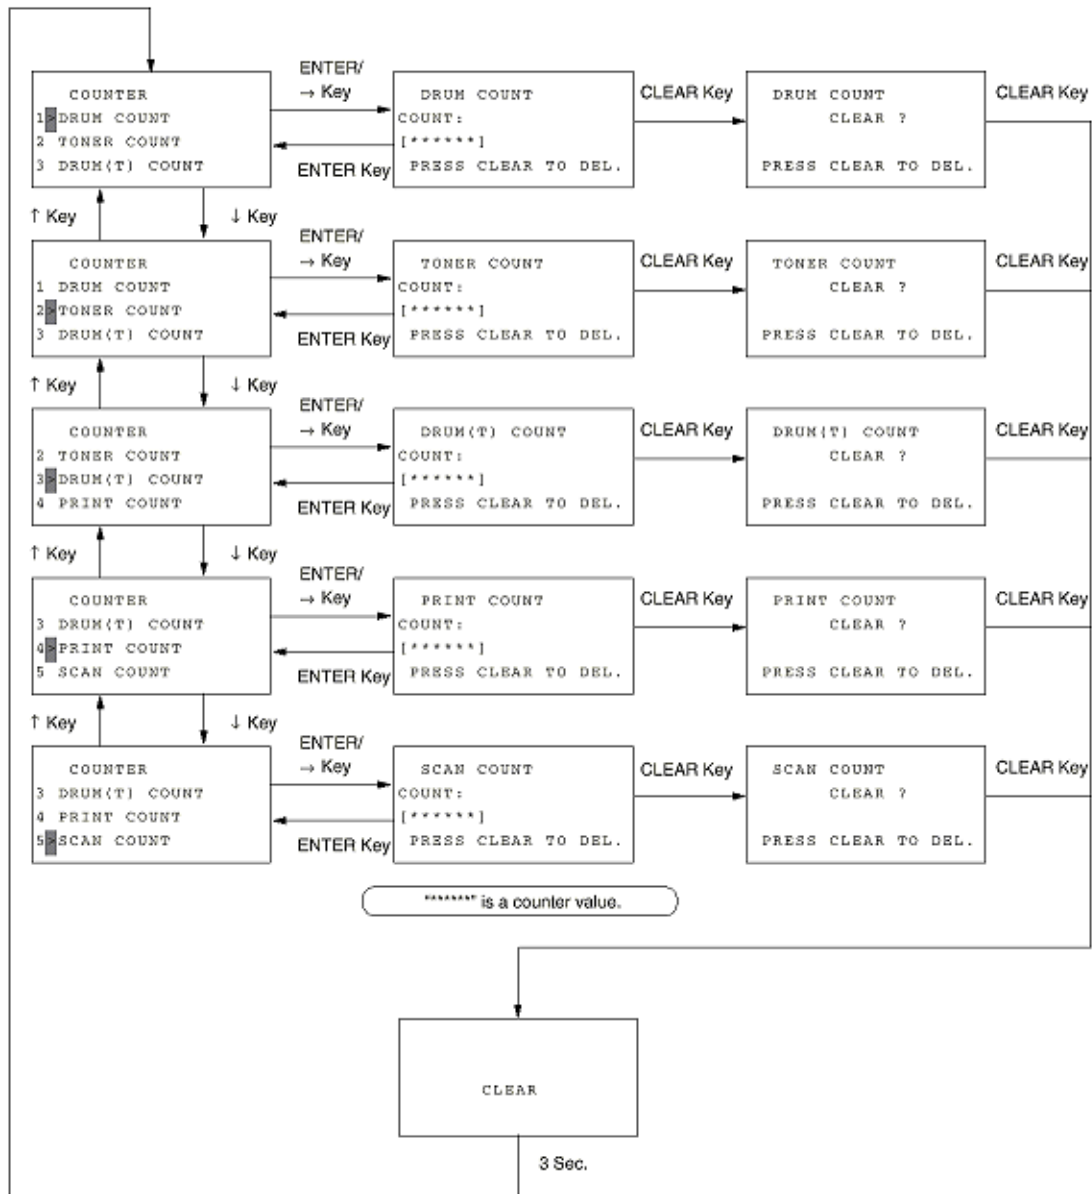 ENTER/
→ Key
COUNTER
1>DRUM COUNT
2 TONER COUNT
3 DRUM(T) COUNT
ENTER Key
DRUM COUNT
COUNT:
[******]
PRESS CLEAR TO DEL.
CLEAR Key
DRUM COUNT
CLEAR ?
PRESS CLEAR TO DEL.
CLEAR Key
↑ Key
↓ Key
ENTER/
→ Key
COUNTER
1 DRUM COUNT
2>TONER COUNT
3 DRUM(T) COUNT
ENTER Key
TONER COUNT
COUNT:
[******]
PRESS CLEAR TO DEL.
CLEAR Key
TONER COUNT
CLEAR ?
PRESS CLEAR TO DEL.
CLEAR Key
↑ Key
↓ Key
ENTER/
→ Key
COUNTER
2 TONER COUNT
3>DRUM(T) COUNT
4 PRINT COUNT
ENTER Key
DRUM(T) COUNT
COUNT:
[******]
PRESS CLEAR TO DEL.
CLEAR Key
DRUM(T) COUNT
CLEAR ?
PRESS CLEAR TO DEL.
CLEAR Key
↑ Key
↓ Key
ENTER/
→ Key
COUNTER
3 DRUM(T) COUNT
4>PRINT COUNT
5 SCAN COUNT
ENTER Key
PRINT COUNT
COUNT:
[******]
PRESS CLEAR TO DEL.
CLEAR Key
PRINT COUNT
CLEAR ?
PRESS CLEAR TO DEL.
CLEAR Key
↑ Key
↓ Key
ENTER/
→ Key
COUNTER
3 DRUM(T) COUNT
4 PRINT COUNT
5>SCAN COUNT
ENTER Key
SCAN COUNT
COUNT:
[******]
PRESS CLEAR TO DEL.
CLEAR Key
SCAN COUNT
CLEAR ?
PRESS CLEAR TO DEL.
CLEAR Key
"******" is a counter value.
CLEAR
3 Sec.